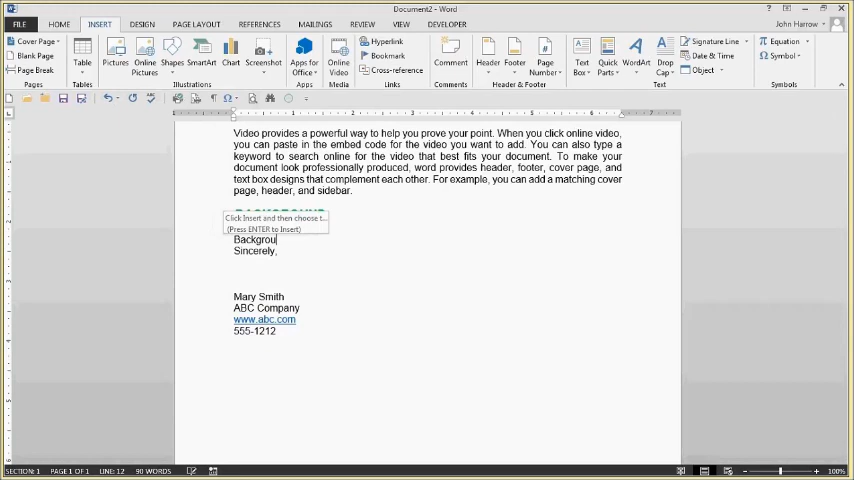 Document2 - Word
FILE HOME INSERT DESIGN PAGE LAYOUT REFERENCES MAILINGS REVIEW VIEW DEVELOPER John Harrow
Cover Page
Blank Page
Page Break
Pages
Table
Tables
Pictures
Online Pictures
Shapes
SmartArt
Chart
Screenshot
Illustrations
Apps for Office
Apps
Online Video
Media
Hyperlink
Bookmark
Cross-reference
Links
Comment
Comments
Header
Footer
Page Number
Header & Footer
Text Box
Quick Parts
WordArt
Drop Cap
Signature Line
Date & Time
Object
Text
Equation
Symbol
Symbols
Video provides a powerful way to help you prove your point. When you click online video,
you can paste in the embed code for the video you want to add. You can also type a
keyword to search online for the video that best fits your document. To make your
document look professionally produced, word provides header, footer, cover page, and
text box designs that complement each other. For example, you can add a matching cover
page, header, and sidebar.
Click Insert and then choose t...
(Press ENTER to Insert)
Backgrou
Sincerely,
Mary Smith
ABC Company
www.abc.com
555-1212
SECTION: 1 PAGE 1 OF 1 LINE: 12 90 WORDS 100%